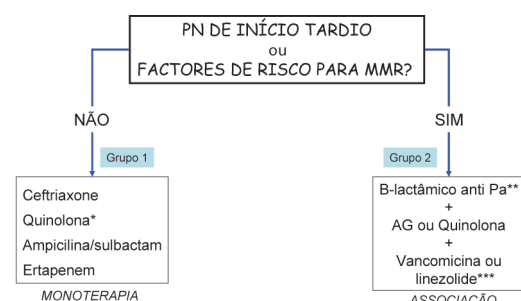 PN DE INÍCIO TARDIO
ou
FACTORES DE RISCO PARA MMR?
NÃO
SIM
Grupo 1
Grupo 2
Ceftriaxone
Quinolona*
Ampicilina/sulbactam
Ertapenem
MONOTERAPIA
B-lactâmico anti Pa**
+
AG ou Quinolona
+
Vancomicina ou
linezolide***
ASSOCIAÇÃO